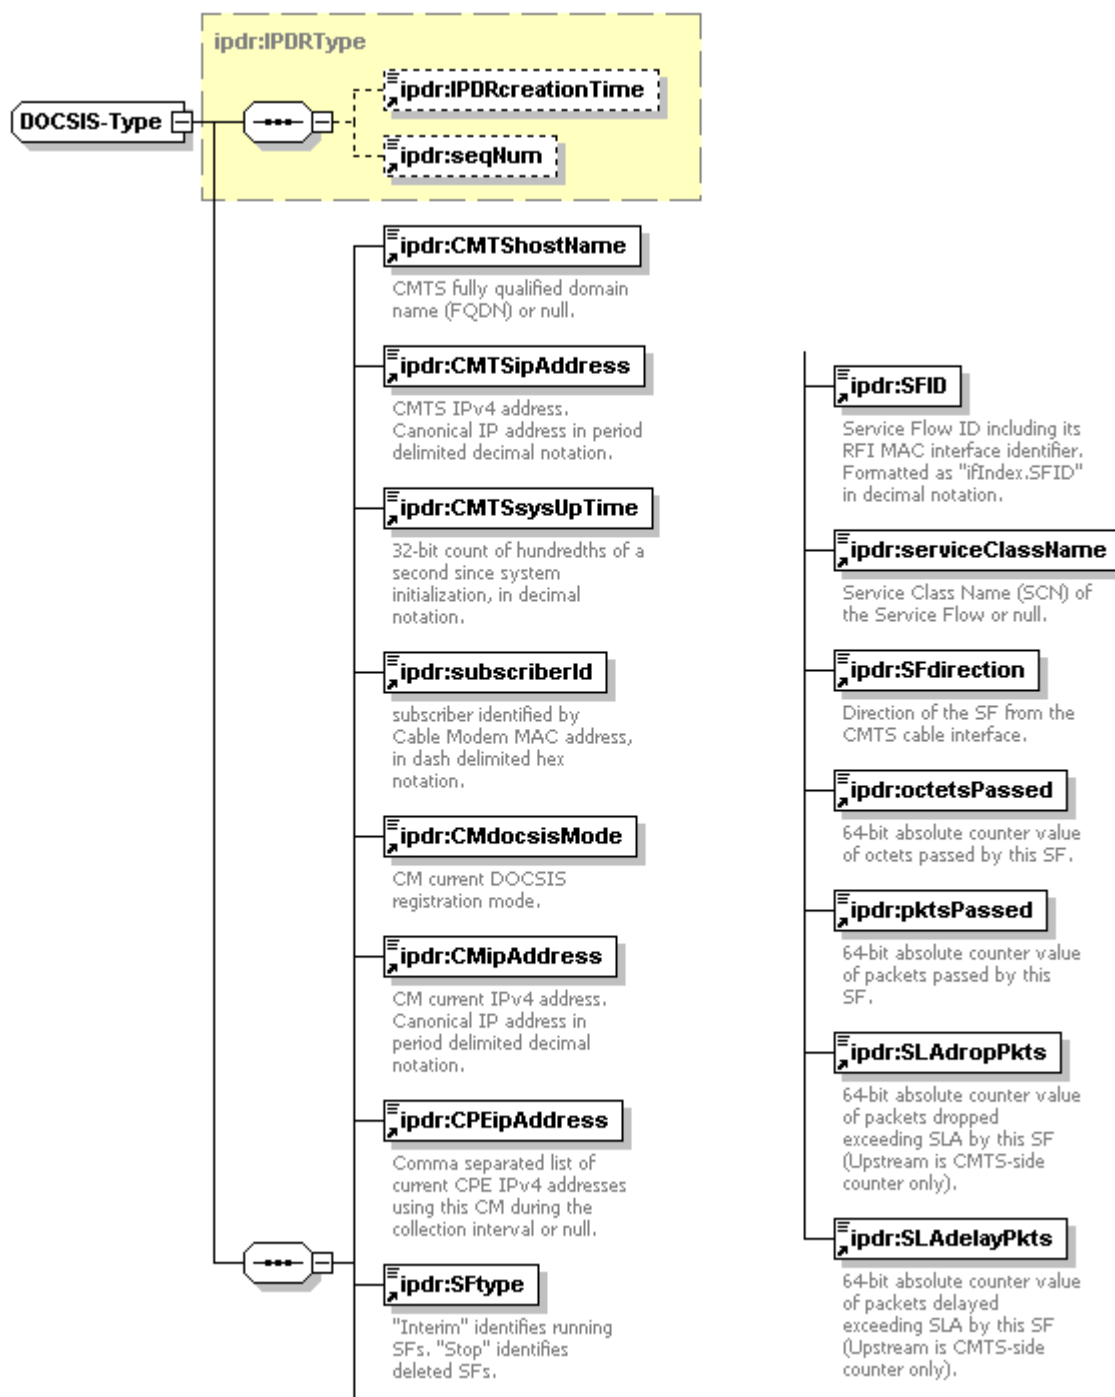 ipdr:IPDRType
DOCSIS-Type
ipdr:IPDRcreationTime
ipdr:seqNum
ipdr:CMTShostName
CMTS fully qualified domain
name (FQDN) or null.
ipdr:CMTSipAddress
CMTS IPv4 address.
Canonical IP address in period
delimited decimal notation.
ipdr:CMTSsysUpTime
32-bit count of hundredths of a
second since system
initialization, in decimal
notation.
ipdr:subscriberId
subscriber identified by
Cable Modem MAC address,
in dash delimited hex
notation.
ipdr:CMdocsisMode
CM current DOCSIS
registration mode.
ipdr:CMipAddress
CM current IPv4 address.
Canonical IP address in
period delimited decimal
notation.
ipdr:CPEipAddress
Comma separated list of
current CPE IPv4 addresses
using this CM during the
collection interval or null.
ipdr:SFtype
"Interim" identifies running
SFs. "Stop" identifies
deleted SFs.
ipdr:SFID
Service Flow ID including its
RFI MAC interface identifier.
Formatted as "ifIndex.SFID"
in decimal notation.
ipdr:serviceClassName
Service Class Name (SCN) of
the Service Flow or null.
ipdr:SFdirection
Direction of the SF from the
CMTS cable interface.
ipdr:octetsPassed
64-bit absolute counter value
of octets passed by this SF.
ipdr:pktsPassed
64-bit absolute counter value
of packets passed by this
SF.
ipdr:SLAdropPkts
64-bit absolute counter value
of packets dropped
exceeding SLA by this SF
(Upstream is CMTS-side
counter only).
ipdr:SLAdelayPkts
64-bit absolute counter value
of packets delayed
exceeding SLA by this SF
(Upstream is CMTS-side
counter only).